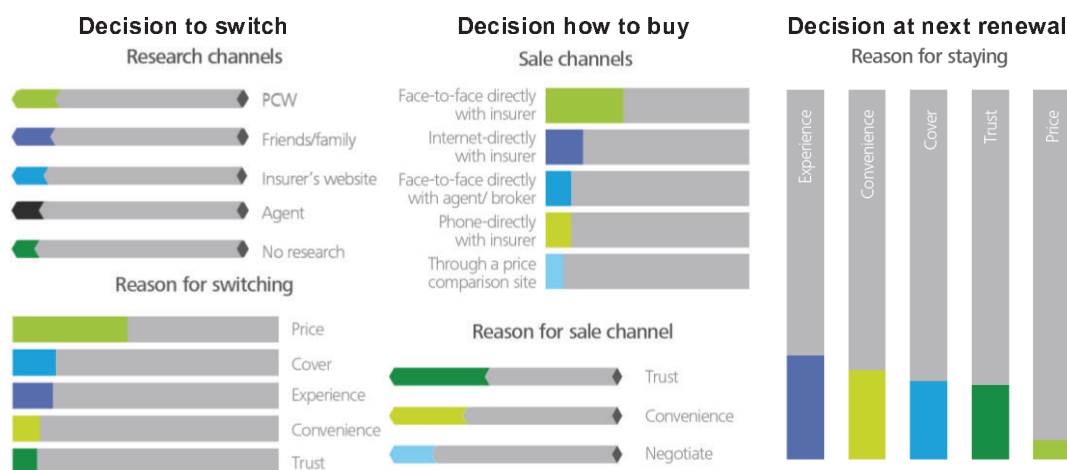 Decision to switch
Research channels
PCW
Friends/family
Insurer's website
Agent
No research
Reason for switching
Price
Cover
Experience
Convenience
Trust
Decision how to buy
Sale channels
Face-to-face directly
with insurer
Internet-directly
with insurer
Face-to-face directly
with agent/ broker
Phone-directly
with insurer
Through a price
comparison site
Reason for sale channel
Trust
Convenience
Negotiate
Decision at next renewal
Reason for staying
Experience
Convenience
Cover
Trust
Price